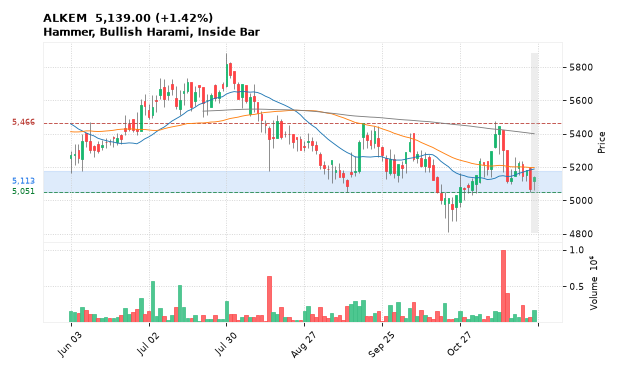 ALKEM 5,139.00 (+1.42%)
Hammer, Bullish Harami, Inside Bar
5800
5600
5,466
5400
5200
5,113
5,051
5000
4800
Price
1.0
0.5
Volume 10⁶
Jun 03
Jul 02
Jul 30
Aug 27
Sep 25
Oct 27